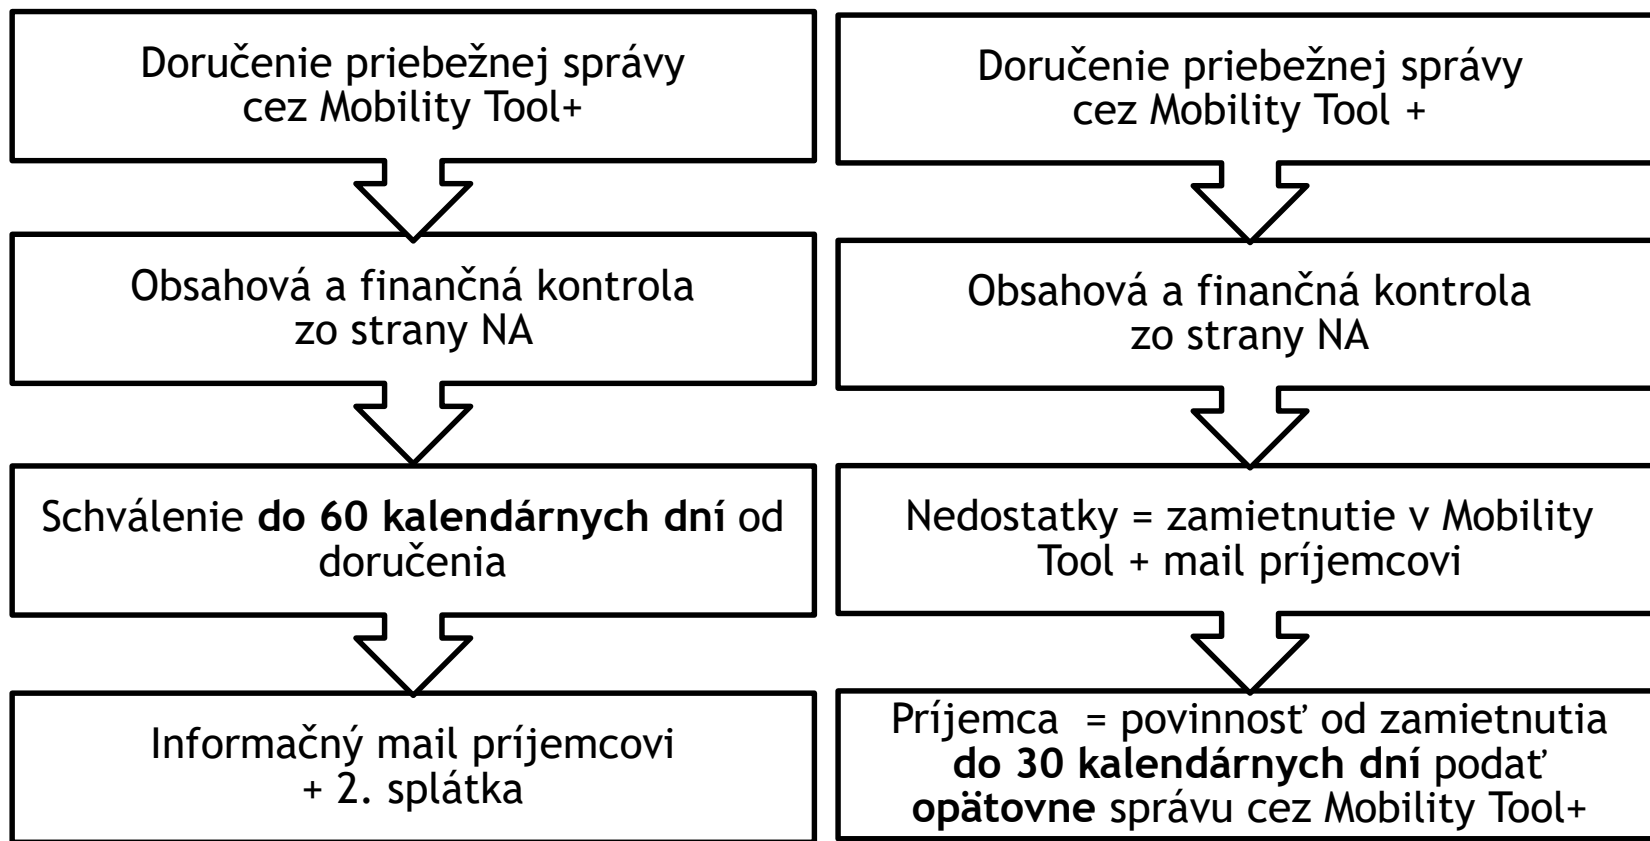 Doručenie priebežnej správy
cez Mobility Tool+
Obsahová a finančná kontrola
zo strany NA
Schválenie do 60 kalendárnych dní od
doručenia
Informačný mail príjemcovi
+ 2. splátka
Doručenie priebežnej správy
cez Mobility Tool +
Obsahová a finančná kontrola
zo strany NA
Nedostatky = zamietnutie v Mobility
Tool + mail príjemcovi
Príjemca = povinnosť od zamietnutia
do 30 kalendárnych dní podať
opätovne správu cez Mobility Tool+